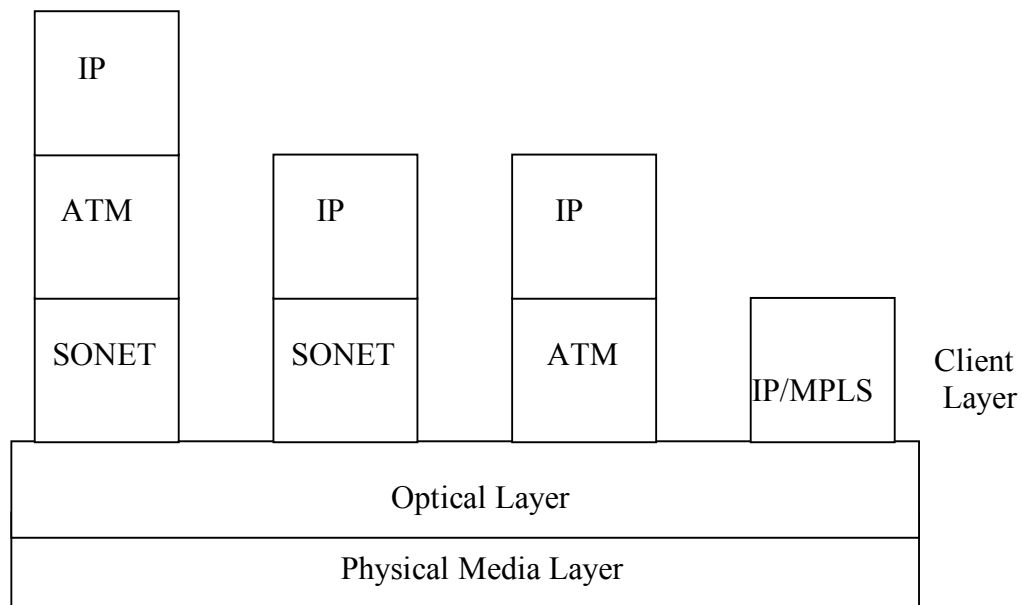 IP
ATM
IP
IP
SONET
SONET
ATM
IP/MPLS
Client
Layer
Optical Layer
Physical Media Layer